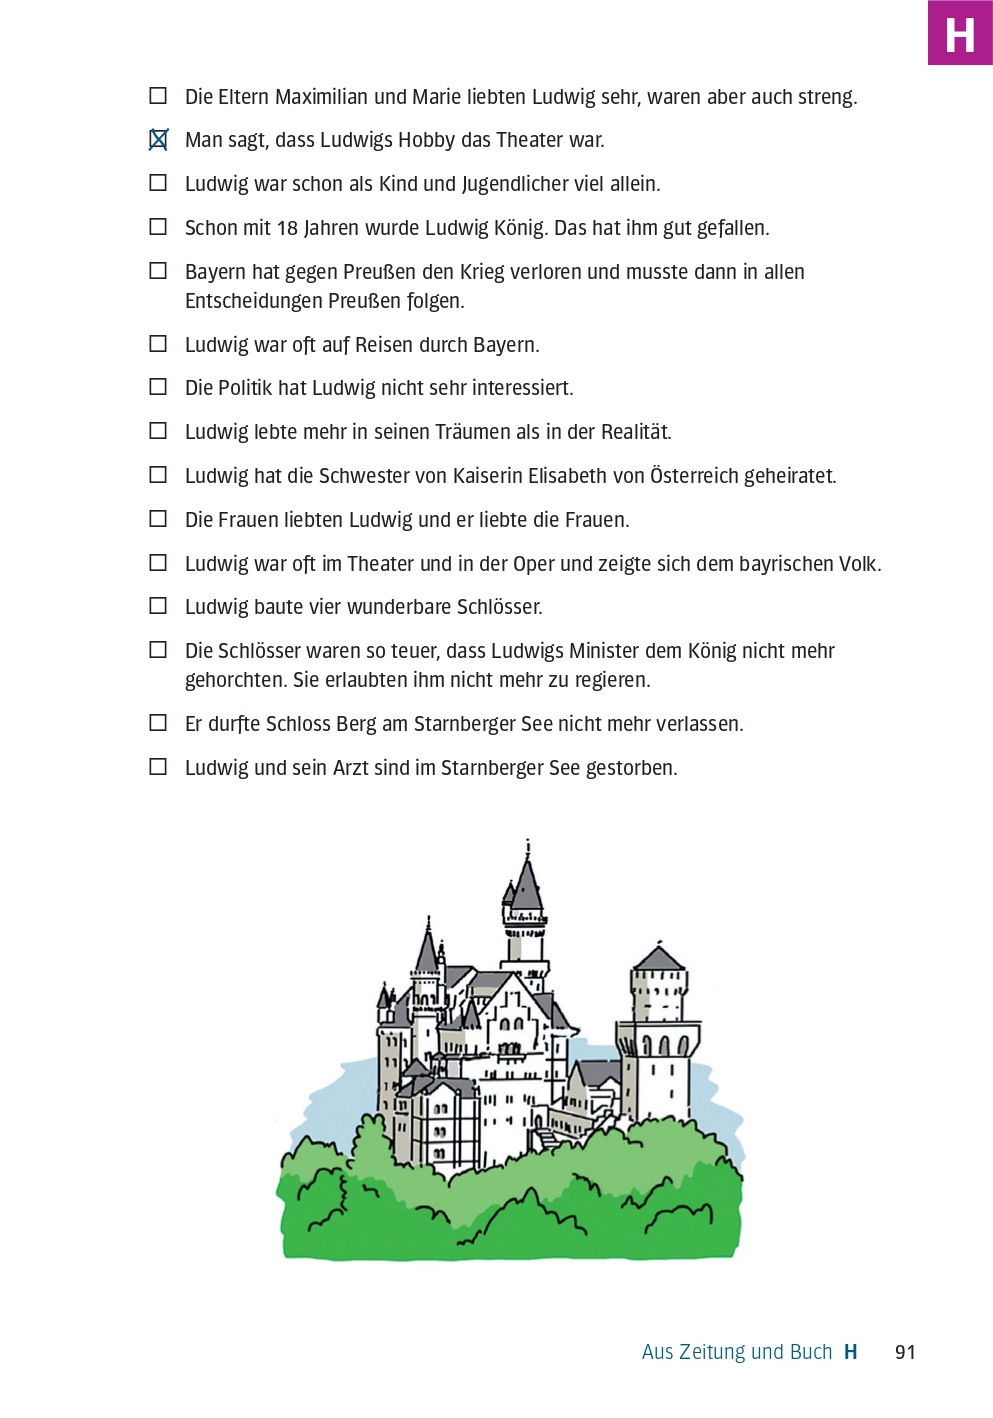 H
Die Eltern Maximilian und Marie liebten Ludwig sehr, waren aber auch streng.
Man sagt, dass Ludwigs Hobby das Theater war.
Ludwig war schon als Kind und Jugendlicher viel allein.
Schon mit 18 Jahren wurde Ludwig König. Das hat ihm gut gefallen.
Bayern hat gegen Preußen den Krieg verloren und musste dann in allen
Entscheidungen Preußen folgen.
Ludwig war oft auf Reisen durch Bayern.
Die Politik hat Ludwig nicht sehr interessiert.
Ludwig lebte mehr in seinen Träumen als in der Realität.
Ludwig hat die Schwester von Kaiserin Elisabeth von Österreich geheiratet.
Die Frauen liebten Ludwig und er liebte die Frauen.
Ludwig war oft im Theater und in der Oper und zeigte sich dem bayrischen Volk.
Ludwig baute vier wunderbare Schlösser.
Die Schlösser waren so teuer, dass Ludwigs Minister dem König nicht mehr
gehorchten. Sie erlaubten ihm nicht mehr zu regieren.
Er durfte Schloss Berg am Starnberger See nicht mehr verlassen.
Ludwig und sein Arzt sind im Starnberger See gestorben.
Aus Zeitung und Buch H 91